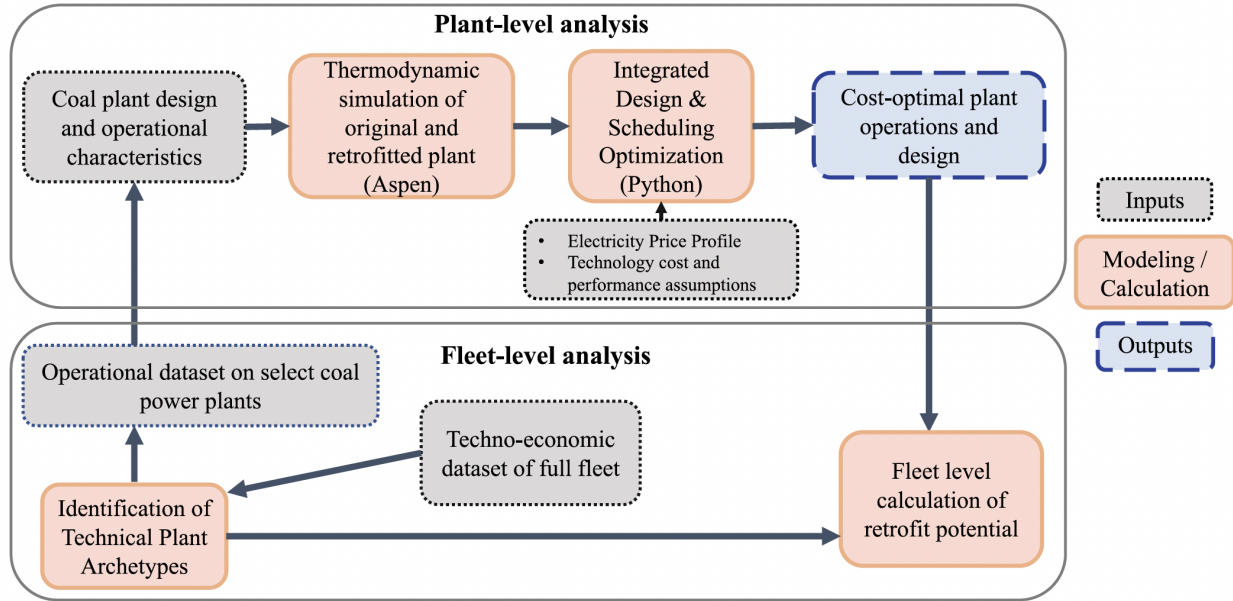 Plant-level analysis
Coal plant design
and operational
characteristics
Thermodynamic
simulation of
original and
retrofitted plant
(Aspen)
Integrated
Design &
Scheduling
Optimization
(Python)
Cost-optimal plant
operations and
design
• Electricity Price Profile
• Technology cost and
performance assumptions
Inputs
Modeling /
Calculation
Outputs
Fleet-level analysis
Operational dataset on select coal
power plants
Techno-economic
dataset of full fleet
Identification of
Technical Plant
Archetypes
Fleet level
calculation of
retrofit potential